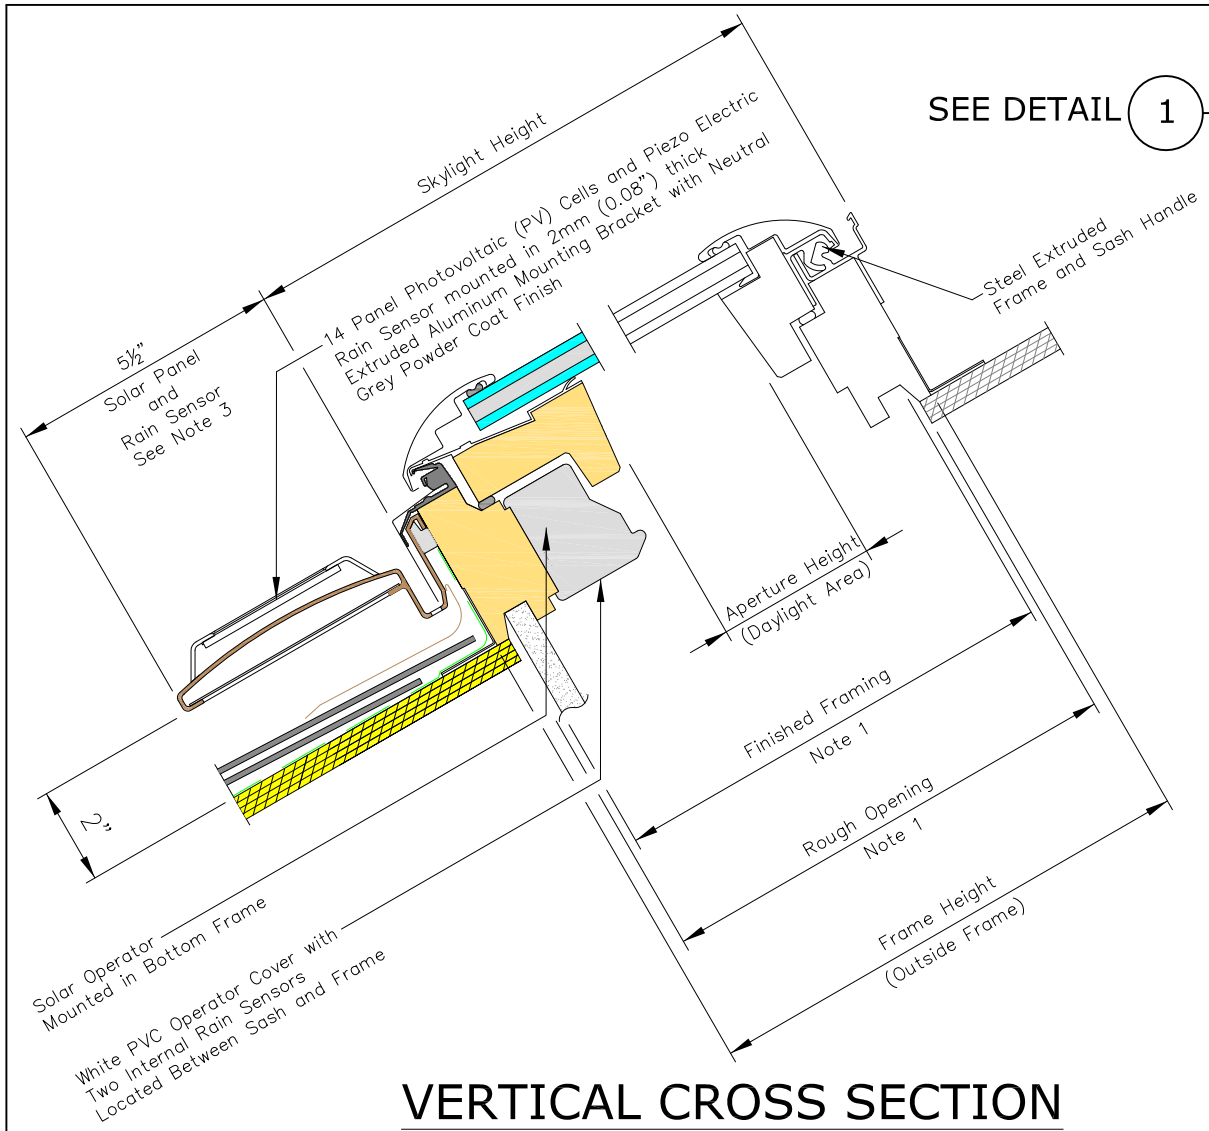 SEE DETAIL 1
Skylight Height
14 Panel Photovoltaic (PV) Cells and Piezo Electric
Rain Sensor mounted in 2mm (0.08") thick
Extruded Aluminum Mounting Bracket with Neutral
Grey Powder Coat Finish
Steel Extruded
Frame and Sash Handle
5½"
Solar Panel
and
Rain Sensor
See Note 3
Aperture Height
(Daylight Area)
Finished Framing
Note 1
Rough Opening
Note 1
Frame Height
(Outside Frame)
2"
Solar Operator
Mounted in Bottom Frame
White PVC Operator Cover with
Two Internal Rain Sensors
Located Between Sash and Frame
VERTICAL CROSS SECTION